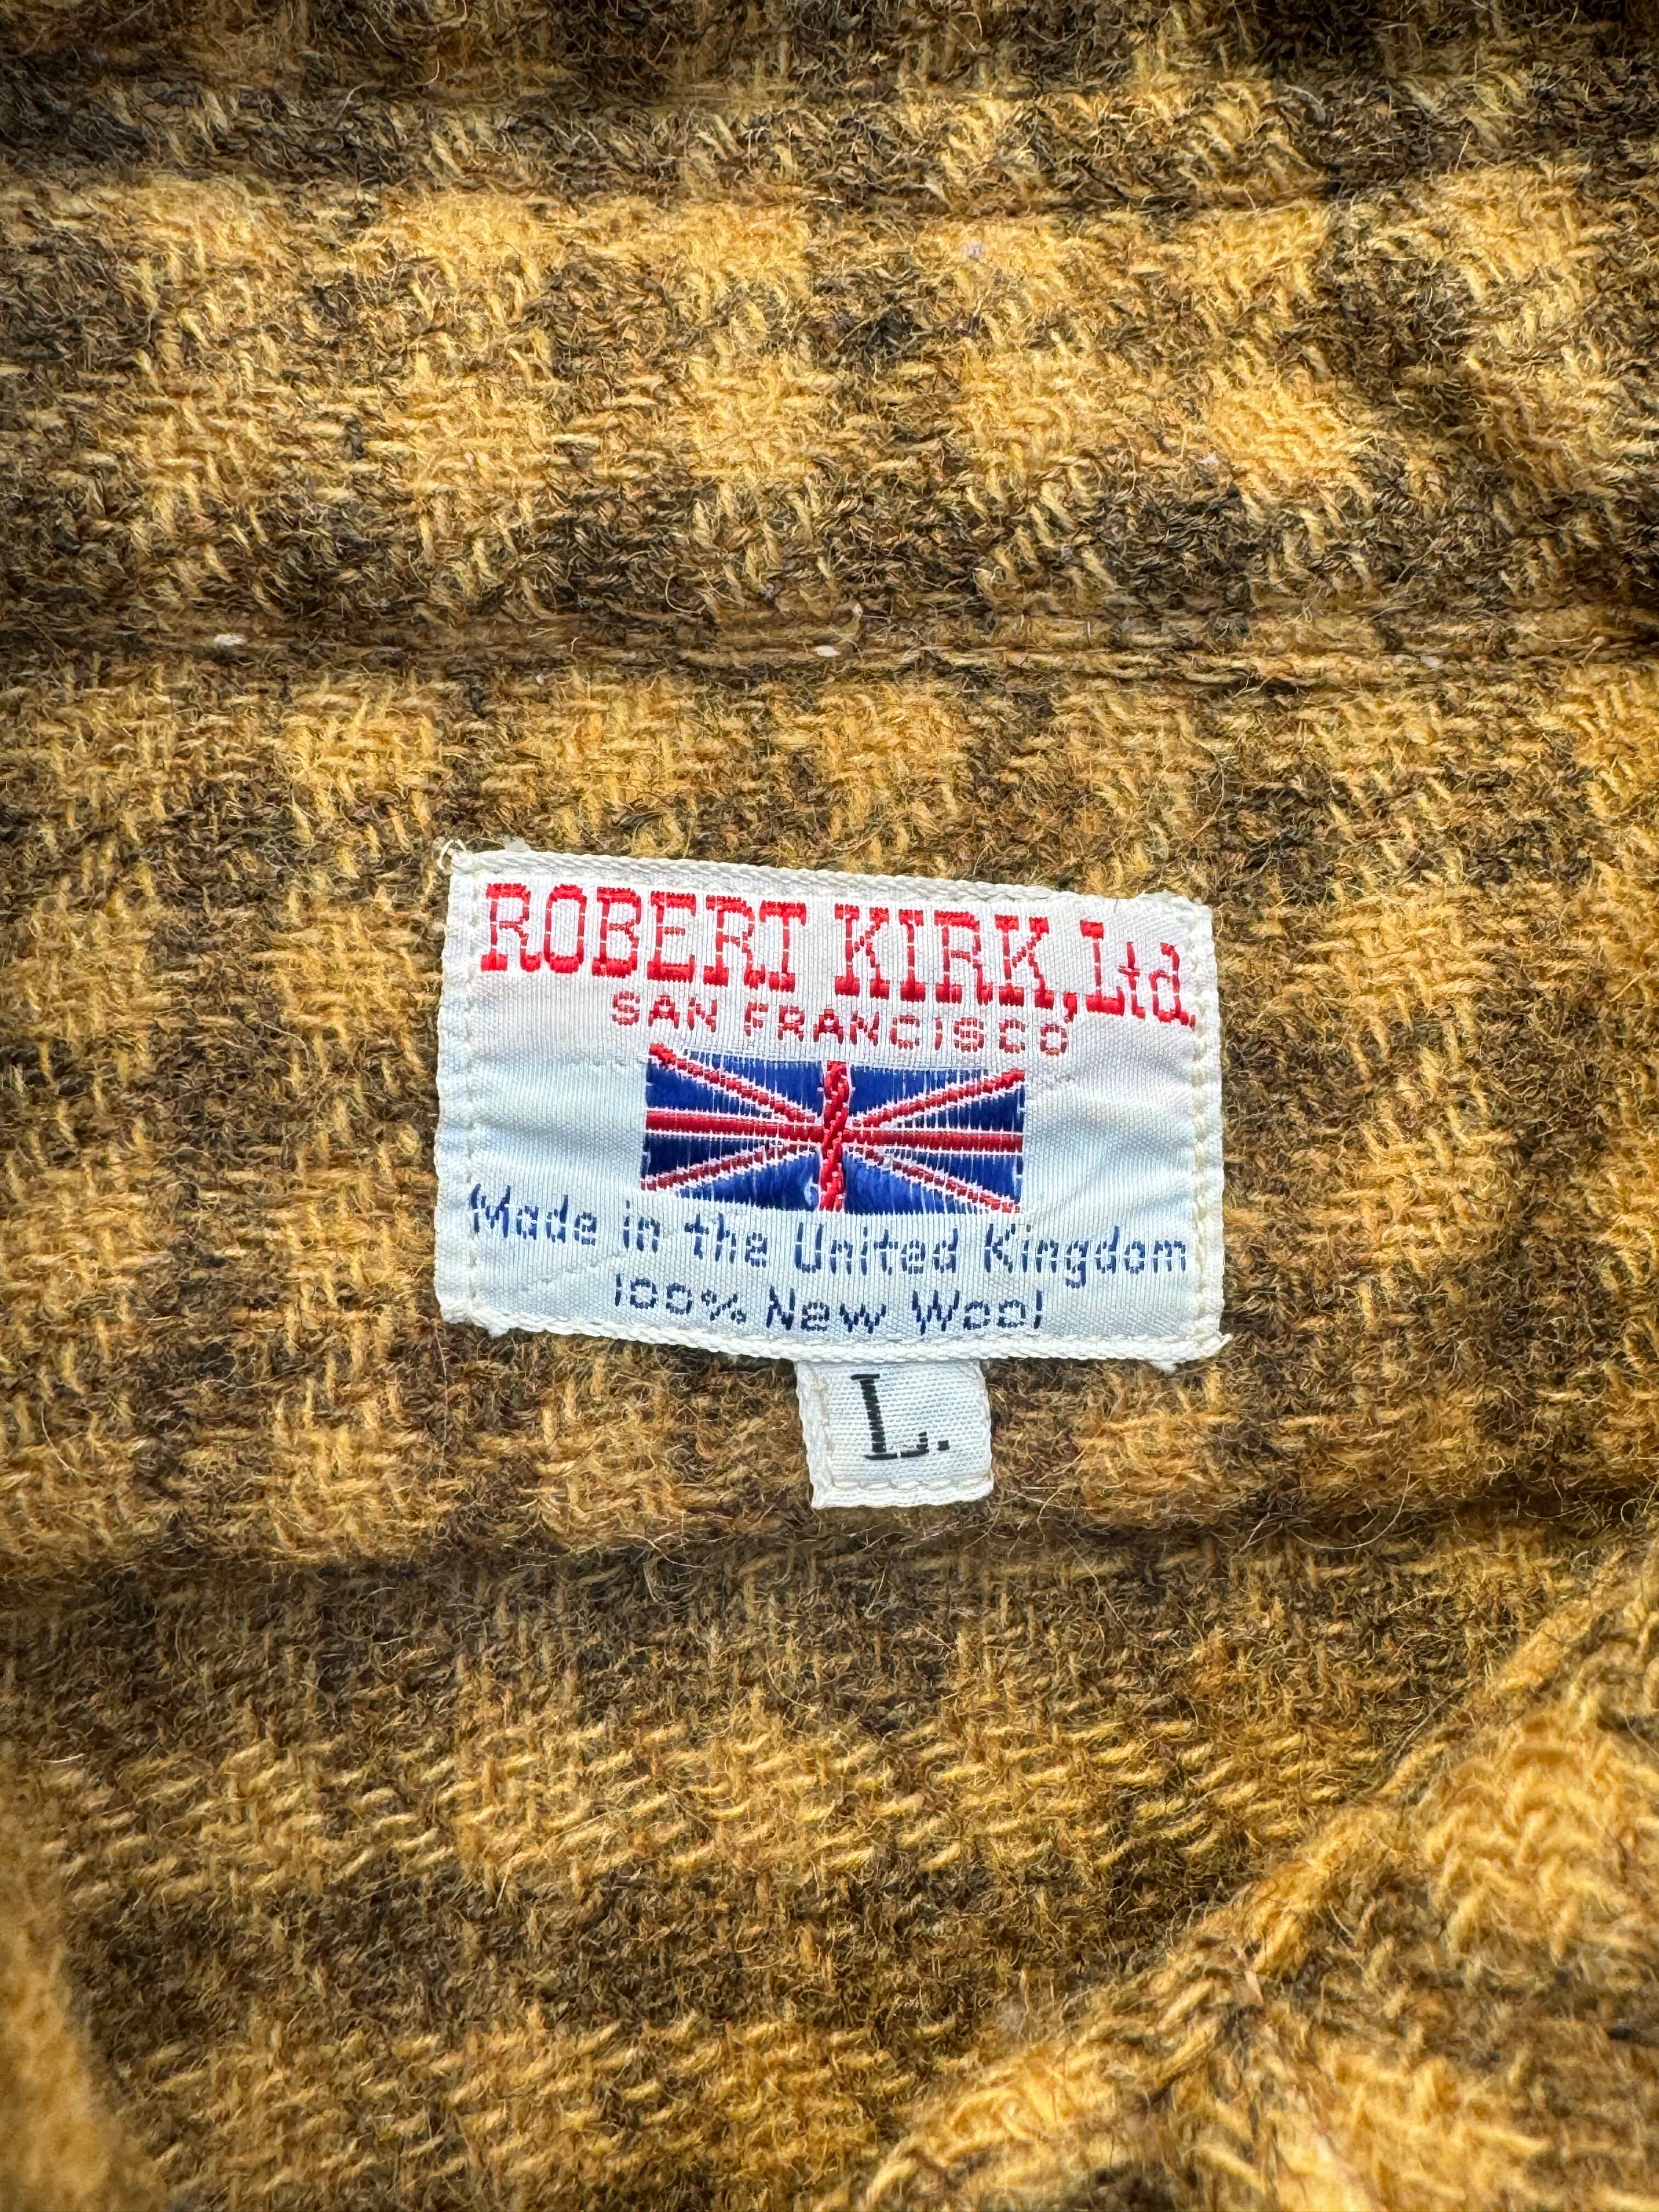 ROBERT KIRK, Ltd
SAN FRANCISCO
Made in the United Kingdom
100% New Wool
L.